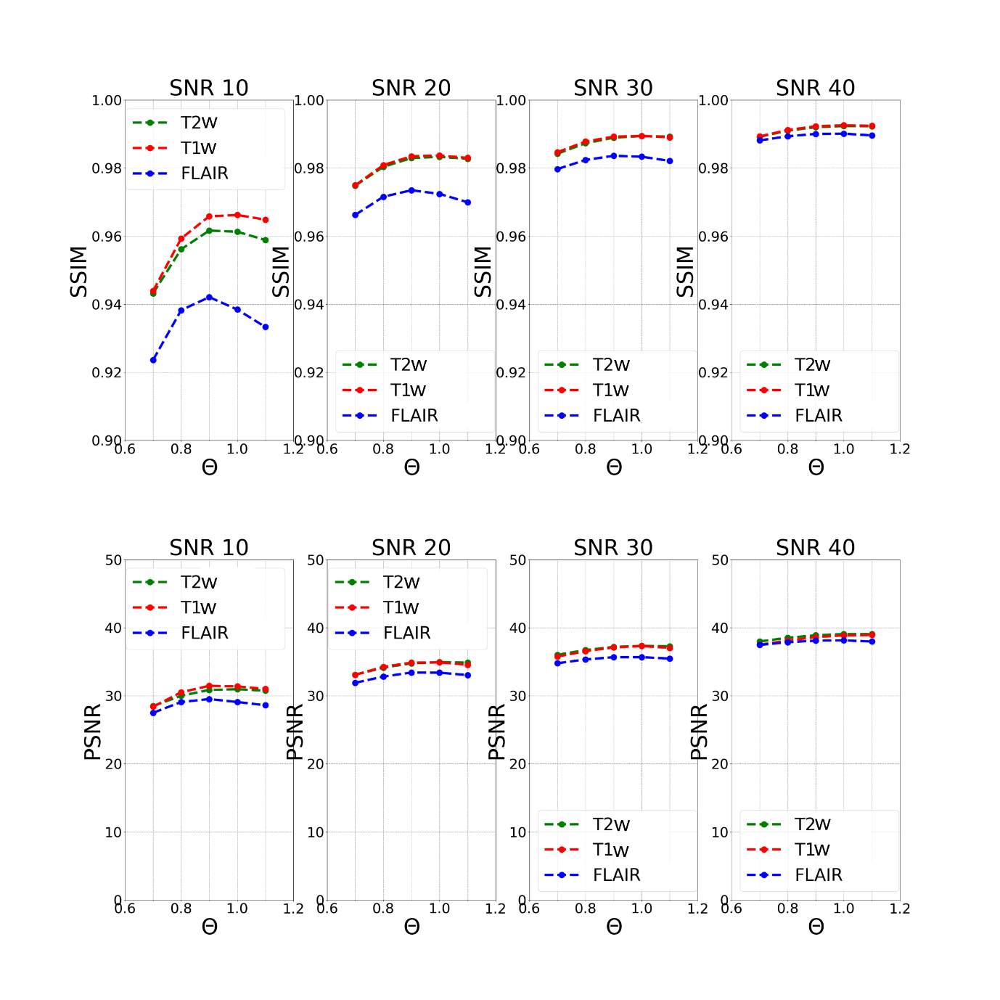 SNR 10
SNR 20
SNR 30
SNR 40
1.00
0.98
0.96
0.94
0.92
0.90
SSIM
T2W
T1W
FLAIR
0.6 0.8 1.0 1.2
Θ
1.00
0.98
0.96
0.94
0.92
0.90
SSIM
T2W
T1W
FLAIR
0.6 0.8 1.0 1.2
Θ
1.00
0.98
0.96
0.94
0.92
0.90
SSIM
T2W
T1W
FLAIR
0.6 0.8 1.0 1.2
Θ
1.00
0.98
0.96
0.94
0.92
0.90
SSIM
T2W
T1W
FLAIR
0.6 0.8 1.0 1.2
Θ
SNR 10
SNR 20
SNR 30
SNR 40
50
40
30
20
10
0
PSNR
T2W
T1W
FLAIR
0.6 0.8 1.0 1.2
Θ
50
40
30
20
10
0
PSNR
T2W
T1W
FLAIR
0.6 0.8 1.0 1.2
Θ
50
40
30
20
10
0
PSNR
T2W
T1W
FLAIR
0.6 0.8 1.0 1.2
Θ
50
40
30
20
10
0
PSNR
T2W
T1W
FLAIR
0.6 0.8 1.0 1.2
Θ